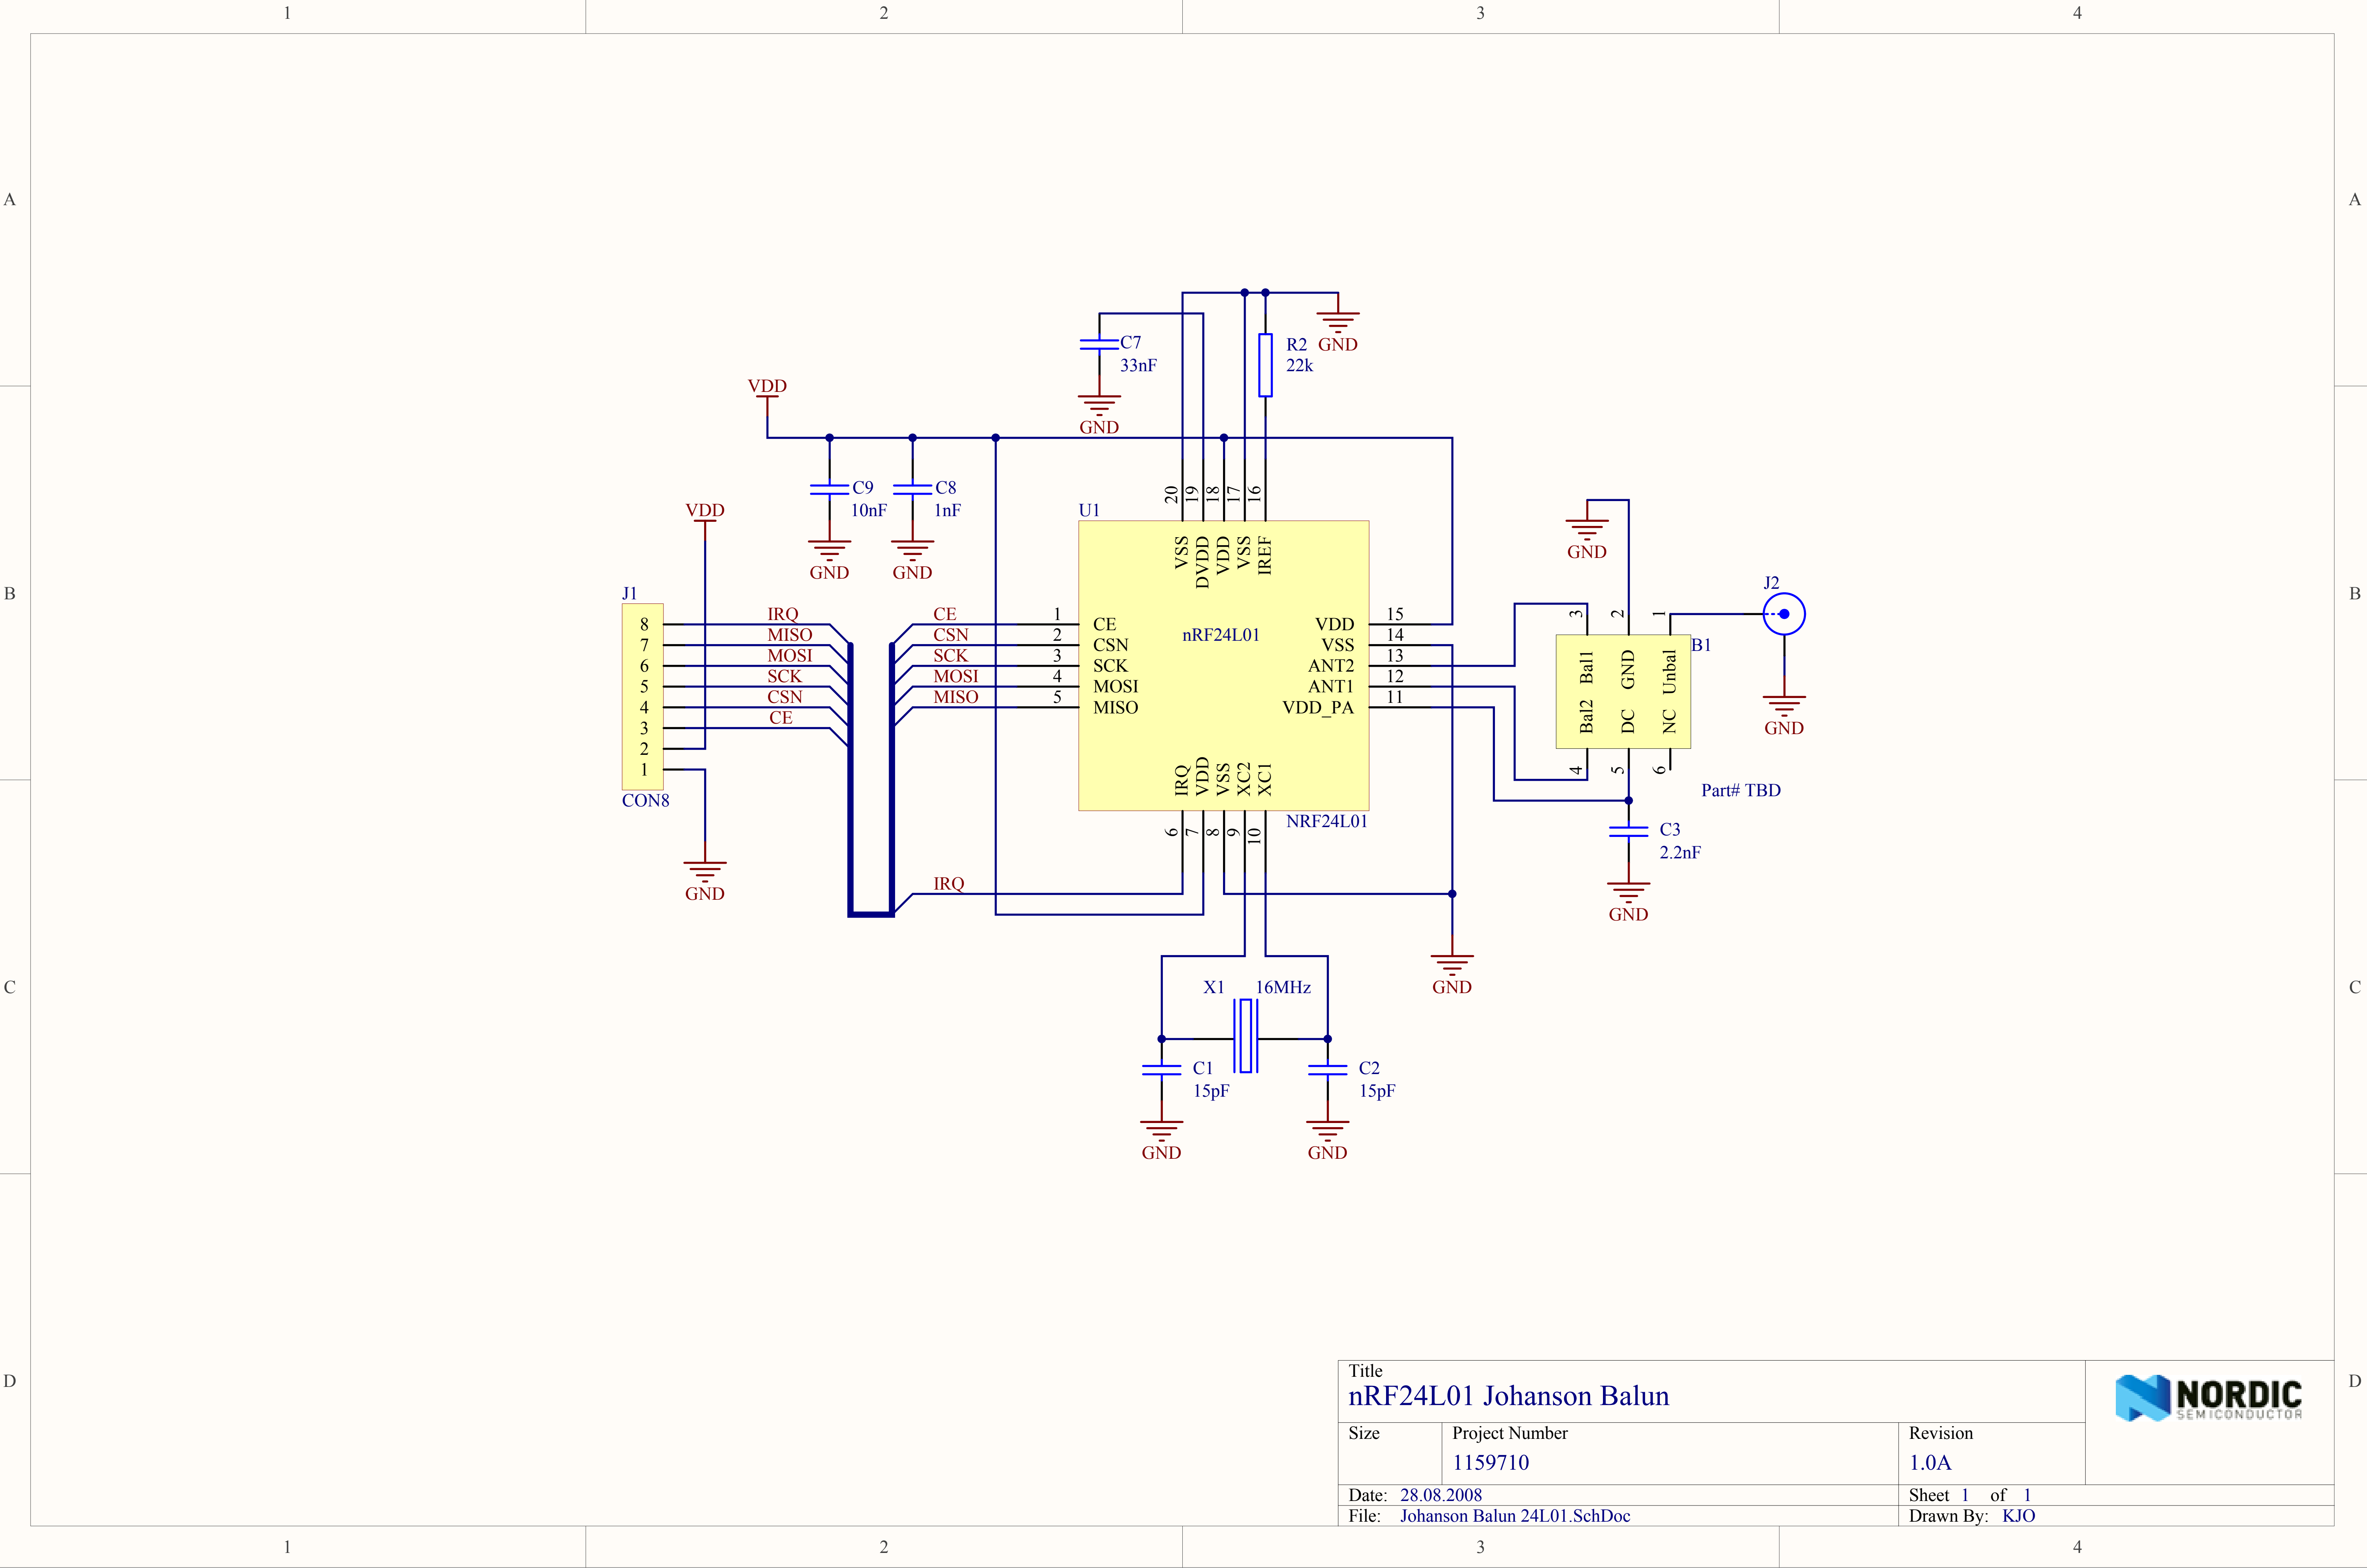 1 2 3 4
A A
C7
33nF
R2
22k
GND
GND
VDD
C9
10nF
C8
1nF
GND GND
20 19 18 17 16
U1
VSS DVDD VDD VSS IREF
VDD
GND
J1
J2
B B
8 IRQ
7 MISO
6 MOSI
5 SCK
4 CSN
3 CE
2
1
CON8
GND
CE 1 CE
CSN 2 CSN
SCK 3 SCK
MOSI 4 MOSI
MISO 5 MISO
nRF24L01
VDD 15
VSS 14
ANT2 13
ANT1 12
VDD_PA 11
IRQ VDD VSS XC2 XC1
NRF24L01
6 7 8 9 10
IRQ
3 2 1
B1
Bal1 GND Unbal
Bal2 DC NC
4 5 6
Part# TBD
GND
C3
2.2nF
GND
GND
C C
X1 16MHz
C1
15pF
C2
15pF
GND GND
D D
Title
nRF24L01 Johanson Balun
NORDIC
SEMICONDUCTOR
Size
Project Number
1159710
Revision
1.0A
Date: 28.08.2008
Sheet 1 of 1
File: Johanson Balun 24L01.SchDoc
Drawn By: KJO
1 2 3 4